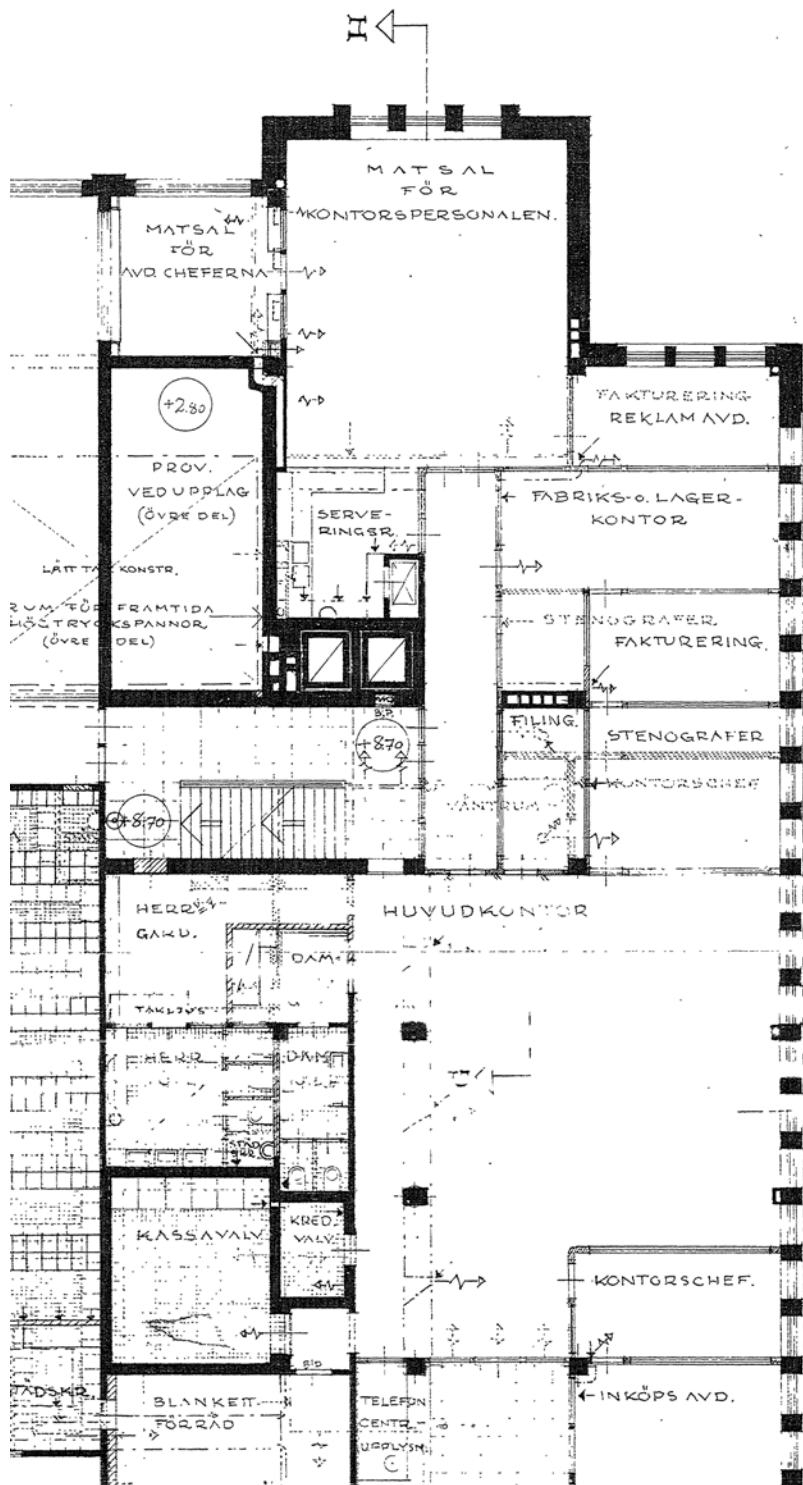 H
MATSAL
FÖR
KONTORSPERSONALEN.
MATSAL
FÖR
AVD. CHEFERNA
+2.80
FAKTURERING
REKLAM AVD.
PROV.
VEDUPPLAG
(ÖVRE DEL)
FABRIKS- o. LAGER-
KONTOR
SERVE-
RINGSR.
LÄTT TAK KONSTR.
RUM FÖR FRAMTIDA
HÖGTRYCKSPANNOR
(ÖVRE DEL)
STENOGRAFER
FAKTURERING.
FILING.
STENOGRAFER
+8.70
KONTORSCHEF
VÄNTRUM
+8.70
HERR
GARD.
HUVUDKONTOR
DAM
TAKLJUS
HERR
DAM
STÄD
KASSAVALV.
KRED.
VALV.
KONTORSCHEF.
TÄDSKR.
BLANKETT-
FÖRRÅD
TELEFON
CENTR.
UPPLYSN.
INKÖPS AVD.